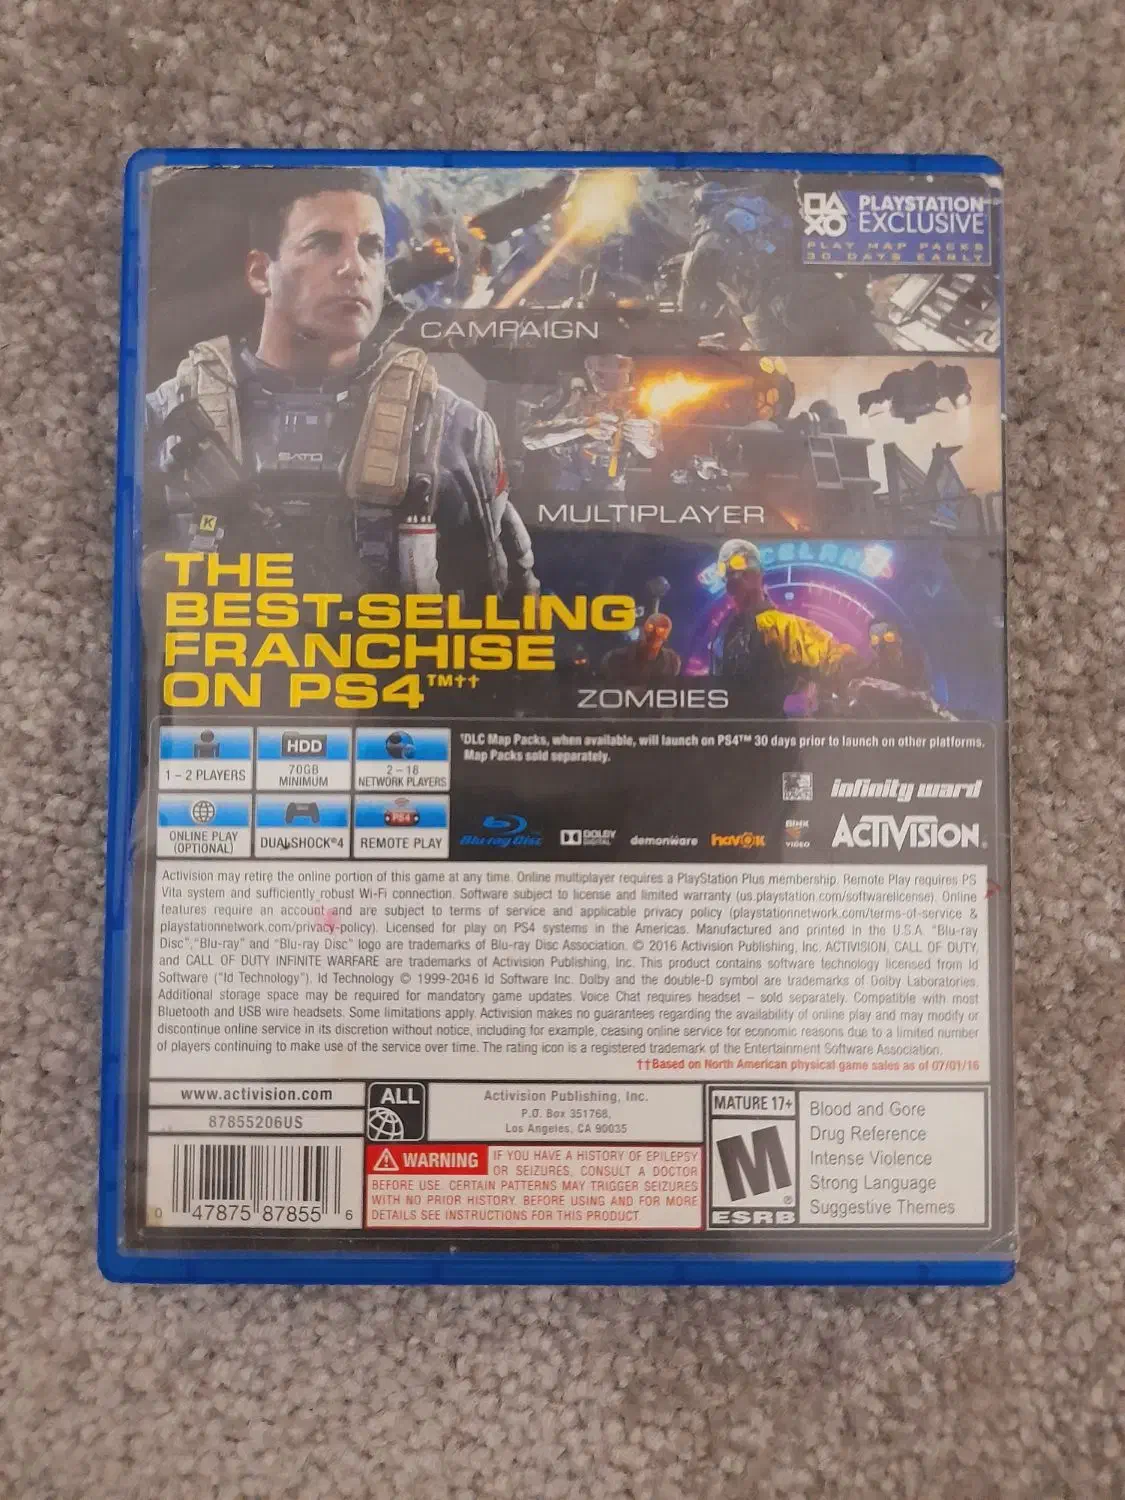 PLAYSTATION
EXCLUSIVE
PLAY MAP PACKS
30 DAYS EARLY
CAMPAIGN
SATO
MULTIPLAYER
K
THE
BEST-SELLING
FRANCHISE
ON PS4™††
ZOMBIES
1 – 2 PLAYERS
HDD
70GB
MINIMUM
2 – 18
NETWORK PLAYERS
ONLINE PLAY
(OPTIONAL)
DUALSHOCK®4
PS4
REMOTE PLAY
†DLC Map Packs, when available, will launch on PS4™ 30 days prior to launch on other platforms.
Map Packs sold separately.
infinity ward
Blu-ray Disc
DOLBY
DIGITAL
demonware
havok
BINK
VIDEO
ACTIVISION®
Activision may retire the online portion of this game at any time. Online multiplayer requires a PlayStation Plus membership. Remote Play requires PS
Vita system and sufficiently robust Wi-Fi connection. Software subject to license and limited warranty (us.playstation.com/softwarelicense). Online
features require an account and are subject to terms of service and applicable privacy policy (playstationnetwork.com/terms-of-service &
playstationnetwork.com/privacy-policy). Licensed for play on PS4 systems in the Americas. Manufactured and printed in the U.S.A. "Blu-ray
Disc", "Blu-ray" and "Blu-ray Disc" logo are trademarks of Blu-ray Disc Association. © 2016 Activision Publishing, Inc. ACTIVISION, CALL OF DUTY,
and CALL OF DUTY INFINITE WARFARE are trademarks of Activision Publishing, Inc. This product contains software technology licensed from Id
Software ("Id Technology"). Id Technology © 1999-2016 Id Software Inc. Dolby and the double-D symbol are trademarks of Dolby Laboratories.
Additional storage space may be required for mandatory game updates. Voice Chat requires headset – sold separately. Compatible with most
Bluetooth and USB wire headsets. Some limitations apply. Activision makes no guarantees regarding the availability of online play and may modify or
discontinue online service in its discretion without notice, including for example, ceasing online service for economic reasons due to a limited number
of players continuing to make use of the service over time. The rating icon is a registered trademark of the Entertainment Software Association.
††Based on North American physical game sales as of 07/01/16
www.activision.com
87855206US
ALL
Activision Publishing, Inc.
P.O. Box 351768,
Los Angeles, CA 90035
WARNING IF YOU HAVE A HISTORY OF EPILEPSY
OR SEIZURES, CONSULT A DOCTOR
BEFORE USE. CERTAIN PATTERNS MAY TRIGGER SEIZURES
WITH NO PRIOR HISTORY. BEFORE USING AND FOR MORE
DETAILS SEE INSTRUCTIONS FOR THIS PRODUCT.
0 47875 87855 6
MATURE 17+
M
®
ESRB
Blood and Gore
Drug Reference
Intense Violence
Strong Language
Suggestive Themes